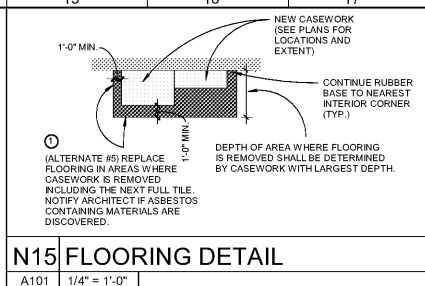 NEW CASEWORK
(SEE PLANS FOR
LOCATIONS AND
EXTENT)
1'-0" MIN.
CONTINUE RUBBER
BASE TO NEAREST
INTERIOR CORNER
(TYP.)
1'-0" MIN.
1
(ALTERNATE #5) REPLACE
FLOORING IN AREAS WHERE
CASEWORK IS REMOVED
INCLUDING THE NEXT FULL TILE.
NOTIFY ARCHITECT IF ASBESTOS
CONTAINING MATERIALS ARE
DISCOVERED.
DEPTH OF AREA WHERE FLOORING
IS REMOVED SHALL BE DETERMINED
BY CASEWORK WITH LARGEST DEPTH.
N15 FLOORING DETAIL
A101 1/4" = 1'-0"